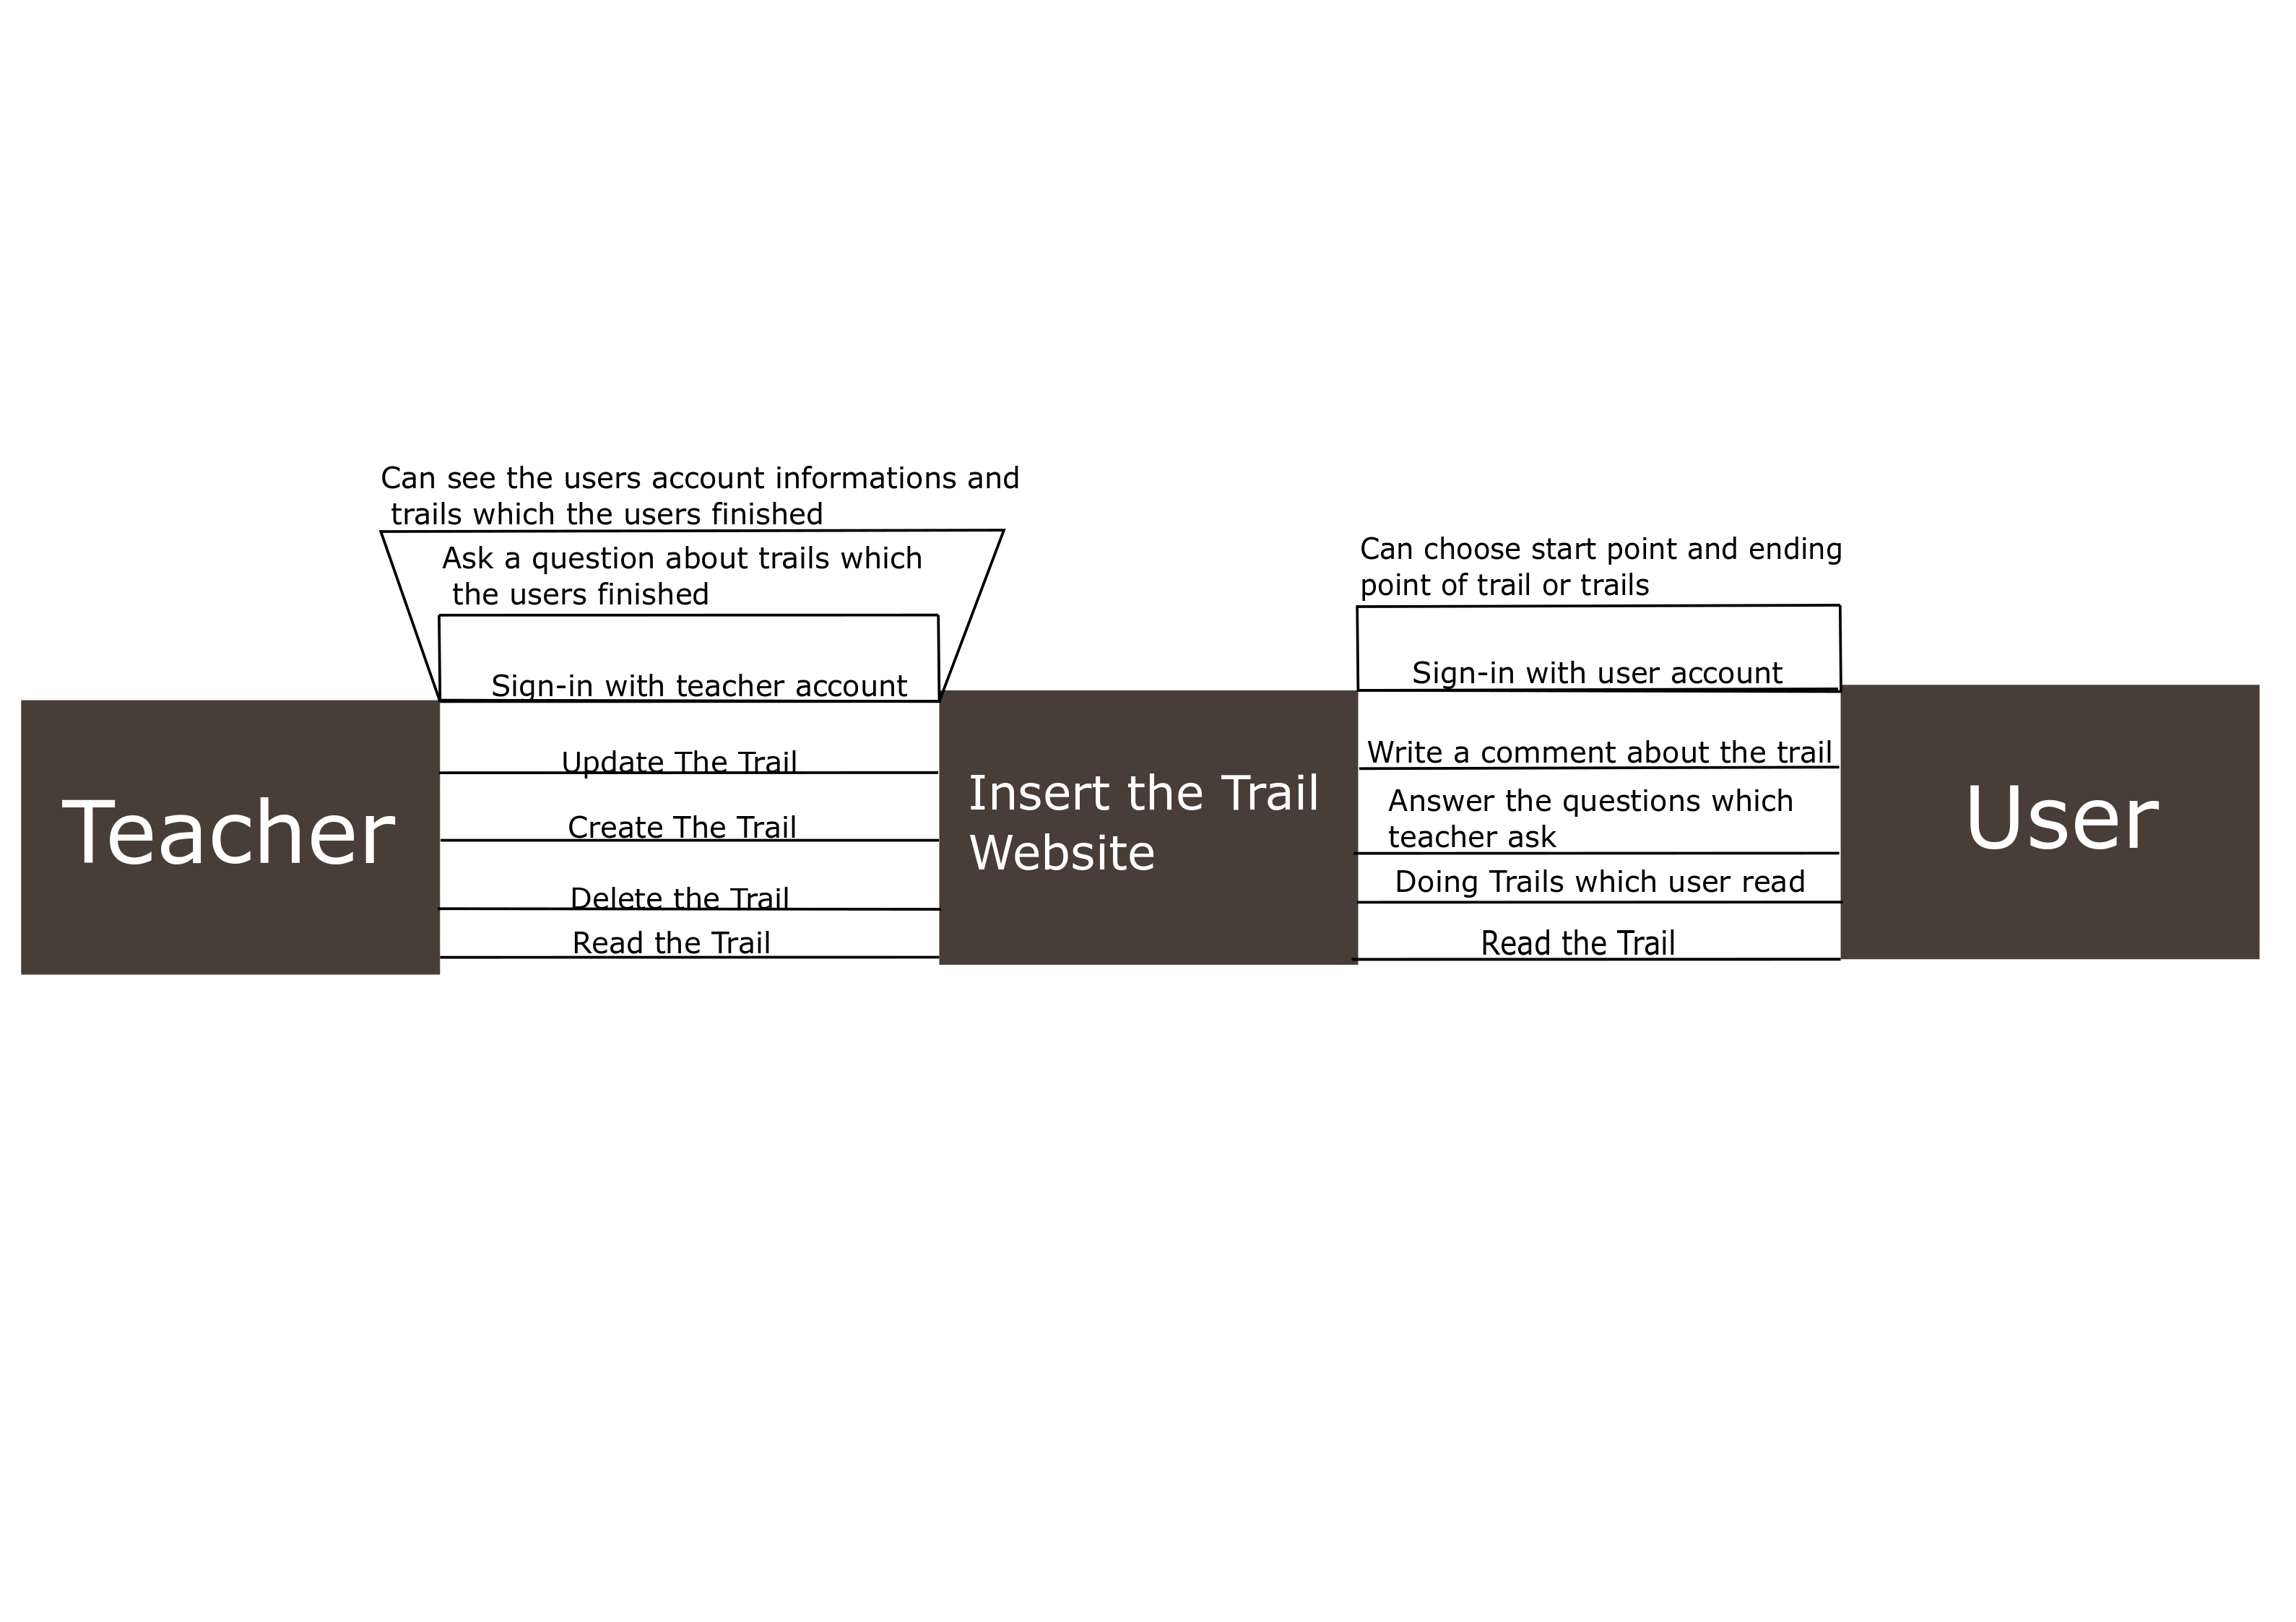 Can see the users account informations and
trails which the users finished
Ask a question about trails which
the users finished
Sign-in with teacher account
Update The Trail
Create The Trail
Delete the Trail
Read the Trail
Teacher
Insert the Trail
Website
Can choose start point and ending
point of trail or trails
Sign-in with user account
Write a comment about the trail
Answer the questions which
teacher ask
Doing Trails which user read
Read the Trail
User